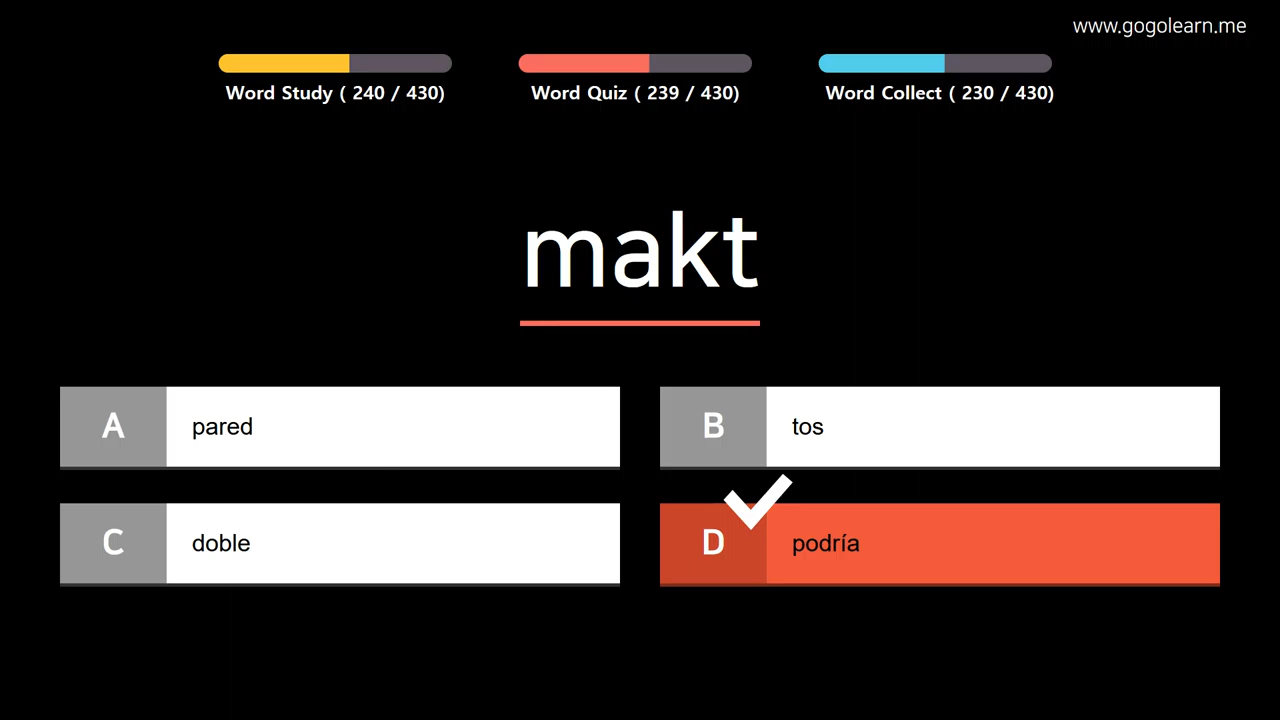 www.gogolearn.me
Word Study ( 240 / 430)
Word Quiz ( 239 / 430)
Word Collect ( 230 / 430)
makt
A pared
B tos
C doble
D podría